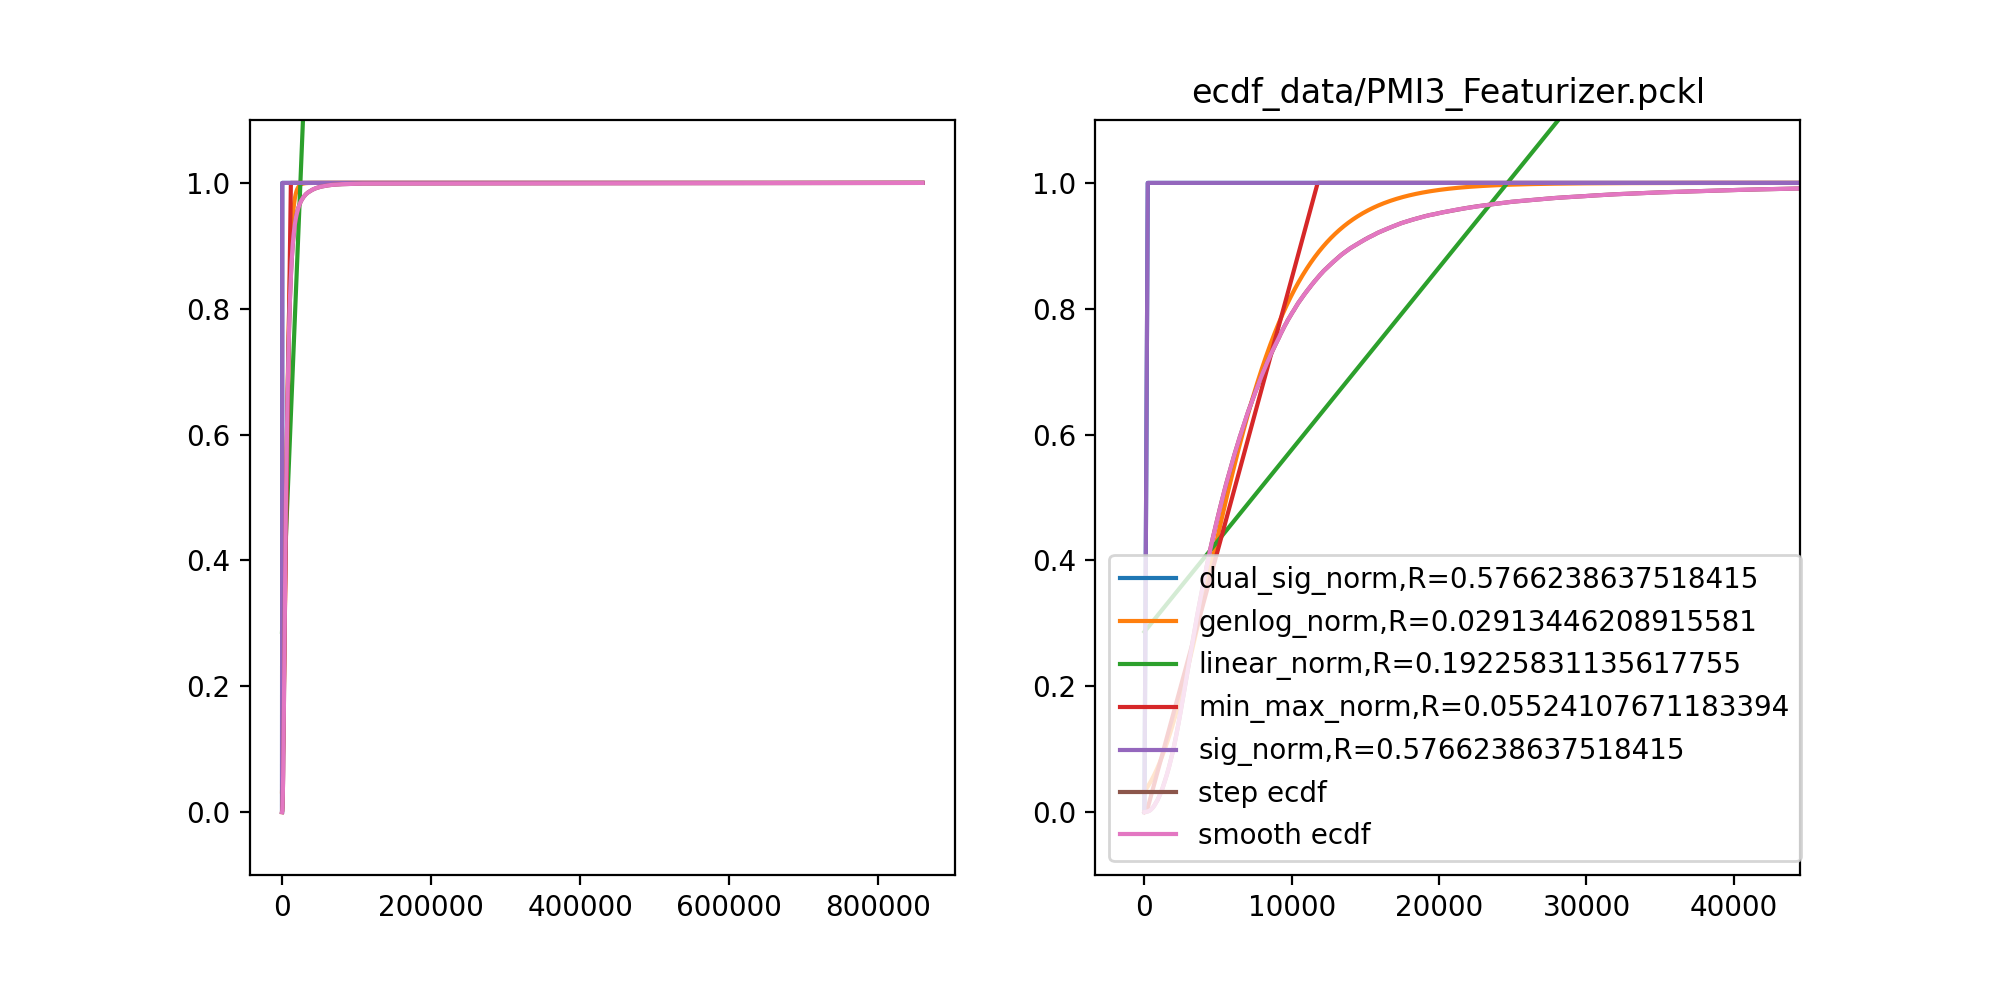 ecdf_data/PMI3_Featurizer.pckl
1.0
0.8
0.6
0.4
0.2
0.0
0 200000 400000 600000 800000
1.0
0.8
0.6
0.4
0.2
0.0
dual_sig_norm,R=0.5766238637518415
genlog_norm,R=0.02913446208915581
linear_norm,R=0.19225831135617755
min_max_norm,R=0.05524107671183394
sig_norm,R=0.5766238637518415
step ecdf
smooth ecdf
0 10000 20000 30000 40000